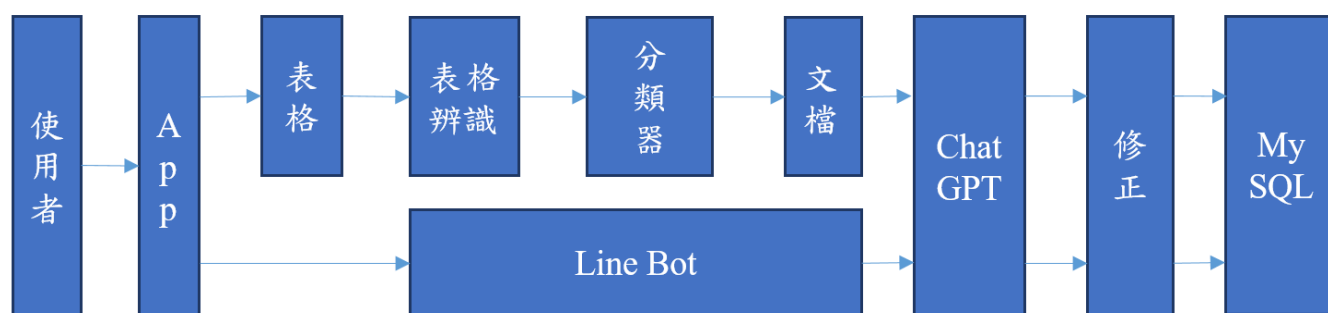 使用者
App
表格
表格
辨識
分類器
文檔
Line Bot
Chat
GPT
修正
My
SQL